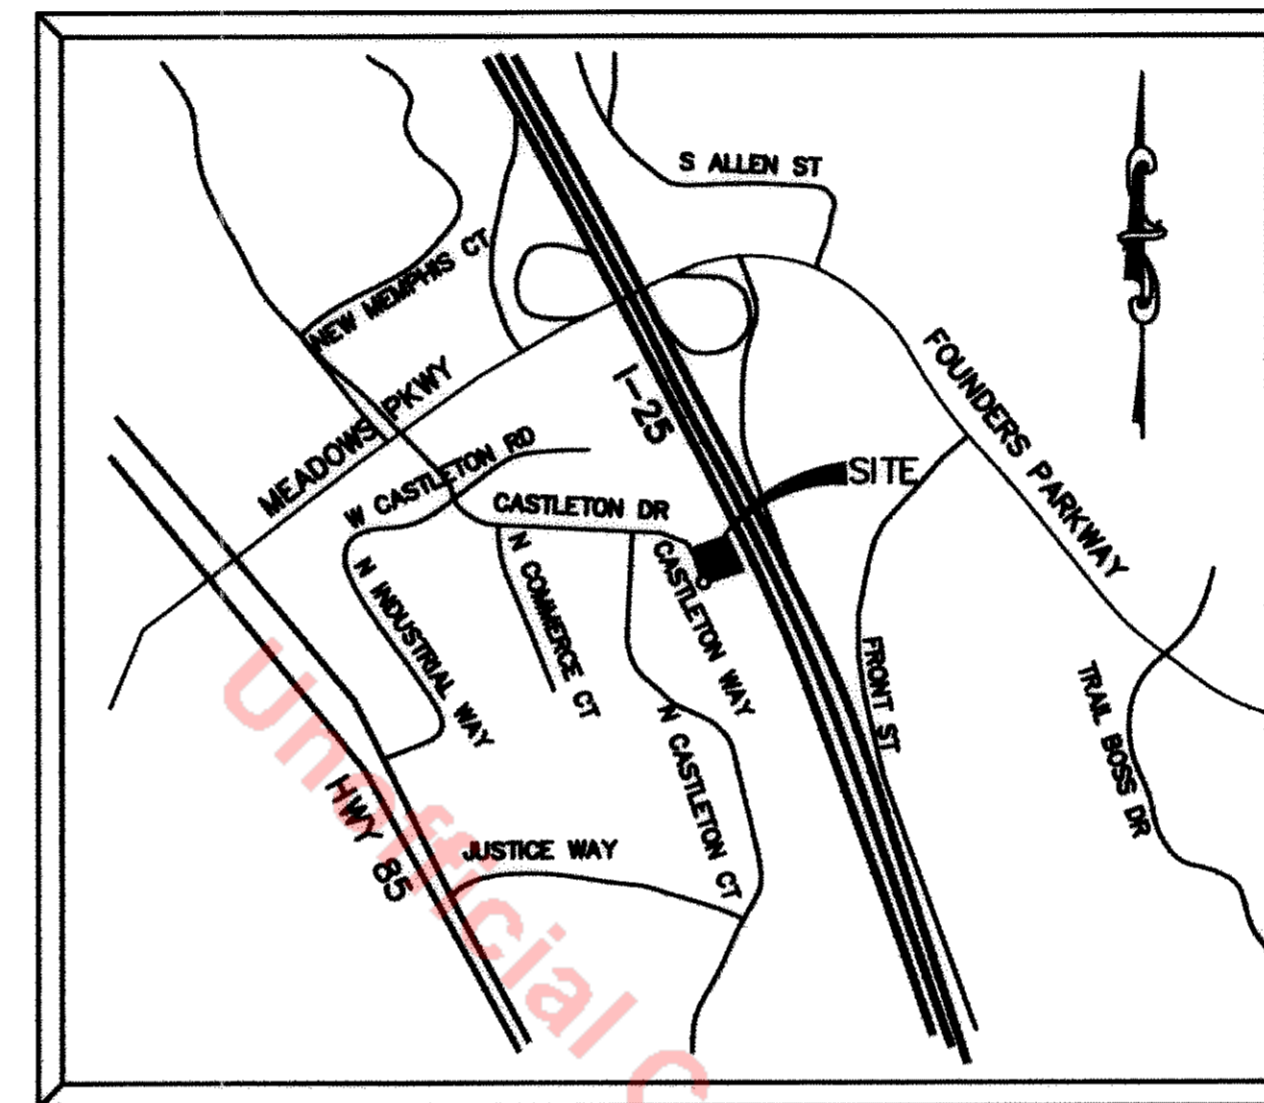 S ALLEN ST
NEW MEMPHIS CT
FOUNDERS PARKWAY
I-25
MEADOWS PKWY
W CASTLETON RD
SITE
CASTLETON DR
N INDUSTRIAL WAY
N COMMERCE CT
CASTLETON WAY
FRONT ST
TRAIL BOSS DR
N CASTLETON CT
HWY 85
JUSTICE WAY
Unofficial C